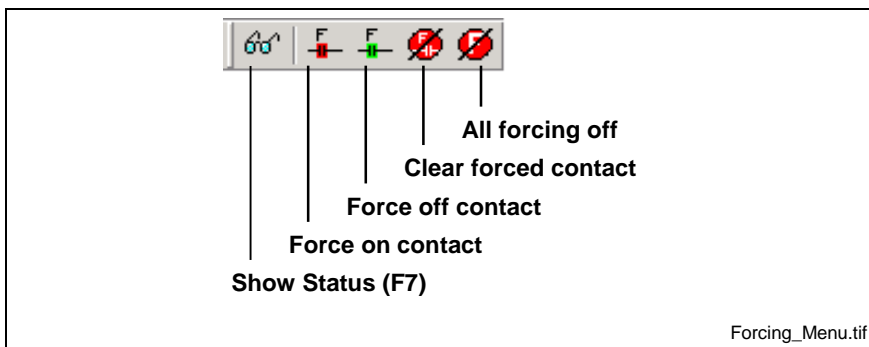 F F F F
All forcing off
Clear forced contact
Force off contact
Force on contact
Show Status (F7)
Forcing_Menu.tif